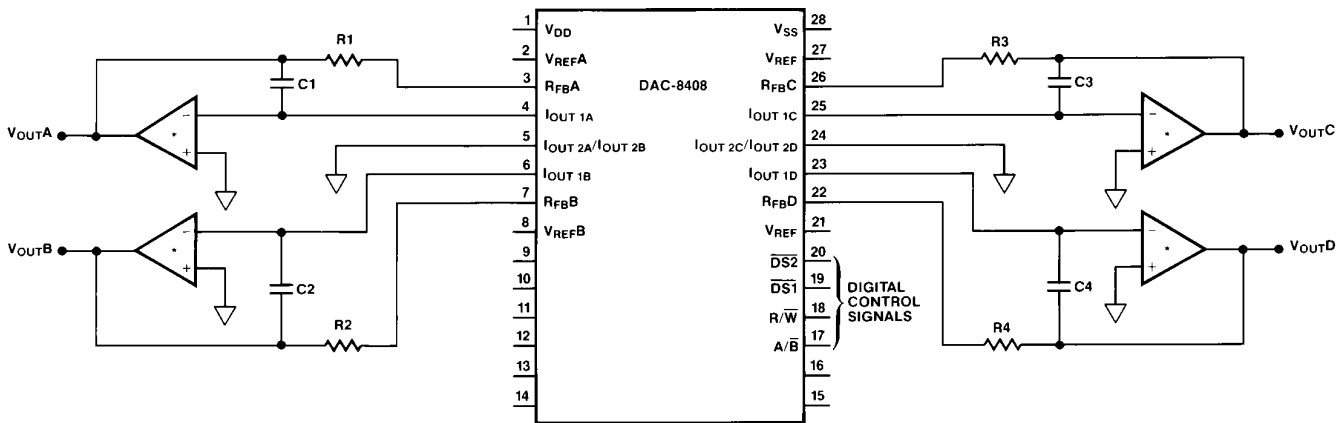 DAC-8408
1 VDD
2 VREFA
3 RFBA
4 IOUT 1A
5 IOUT 2A/IOUT 2B
6 IOUT 1B
7 RFBB
8 VREFB
9
10
11
12
13
14
28 VSS
27 VREF
26 RFBC
25 IOUT 1C
24 IOUT 2C/IOUT 2D
23 IOUT 1D
22 RFBD
21 VREF
20 D̅S̅2̅
19 D̅S̅1̅
18 R/W̅
17 A/B̅
16
15
DIGITAL
CONTROL
SIGNALS
R1
C1
VOUTA
-
*
+
VOUTB
-
*
+
C2
R2
R3
C3
VOUTC
-
*
+
VOUTD
-
*
+
C4
R4